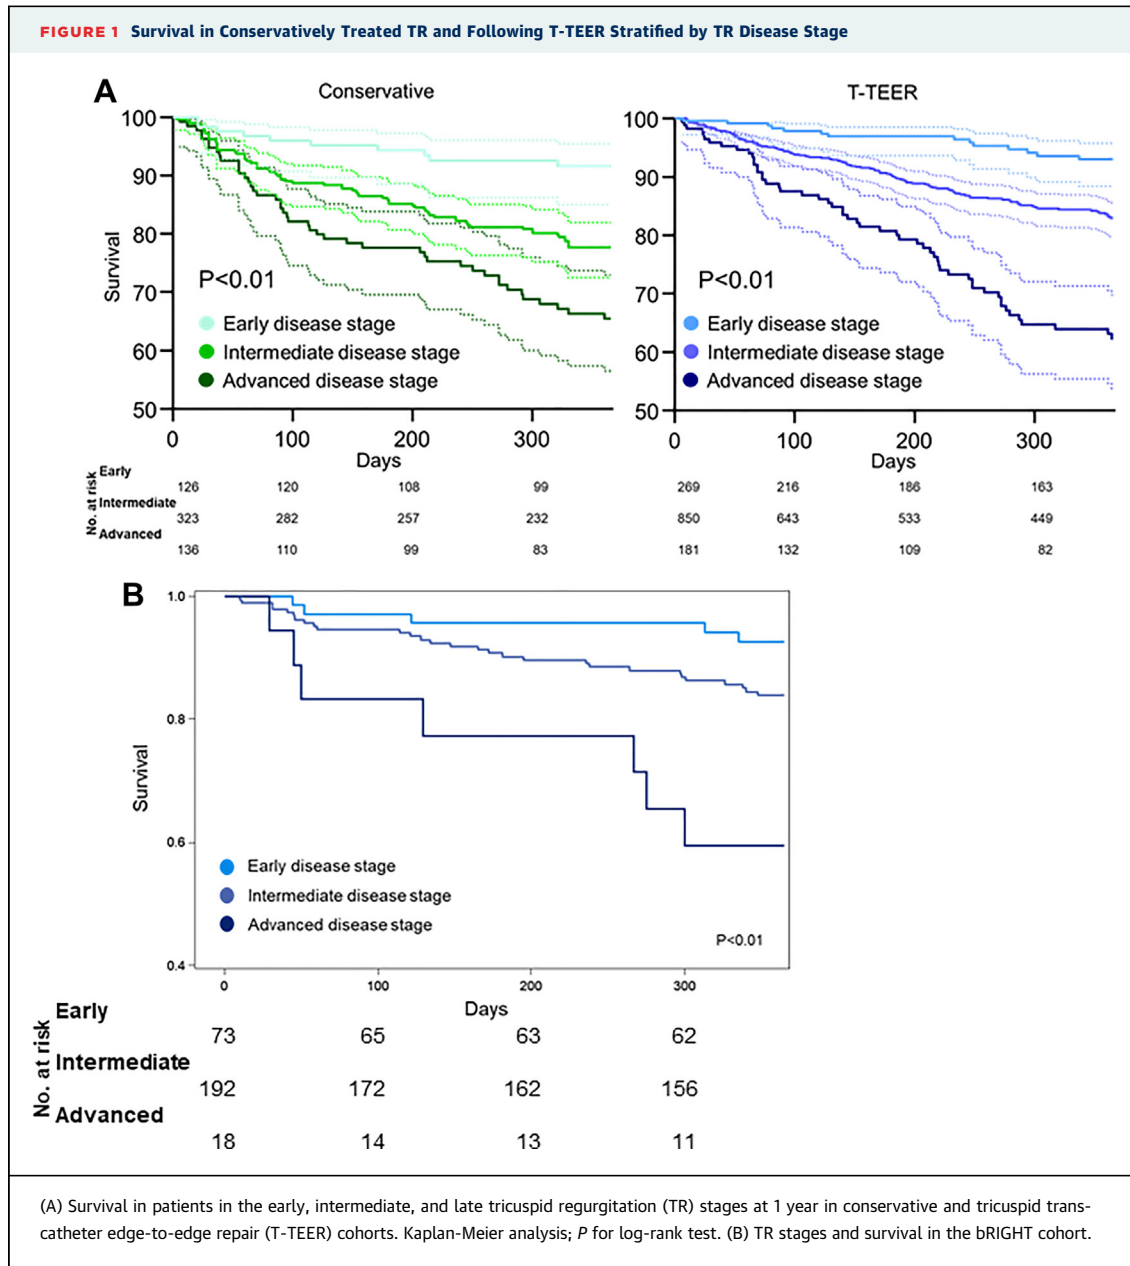 FIGURE 1 Survival in Conservatively Treated TR and Following T-TEER Stratified by TR Disease Stage
A
Conservative
100
90
80
70
60
50
Survival
P<0.01
Early disease stage
Intermediate disease stage
Advanced disease stage
0 100 200 300
Days
No. at risk
Early
126 120 108 99
Intermediate
323 282 257 232
Advanced
136 110 99 83
T-TEER
100
90
80
70
60
50
P<0.01
Early disease stage
Intermediate disease stage
Advanced disease stage
0 100 200 300
Days
269 216 186 163
850 643 533 449
181 132 109 82
B
1.0
0.8
0.6
0.4
Survival
Early disease stage
Intermediate disease stage
Advanced disease stage
P<0.01
0 100 200 300
Days
No. at risk
Early
73 65 63 62
Intermediate
192 172 162 156
Advanced
18 14 13 11
(A) Survival in patients in the early, intermediate, and late tricuspid regurgitation (TR) stages at 1 year in conservative and tricuspid trans-
catheter edge-to-edge repair (T-TEER) cohorts. Kaplan-Meier analysis; P for log-rank test. (B) TR stages and survival in the bRIGHT cohort.